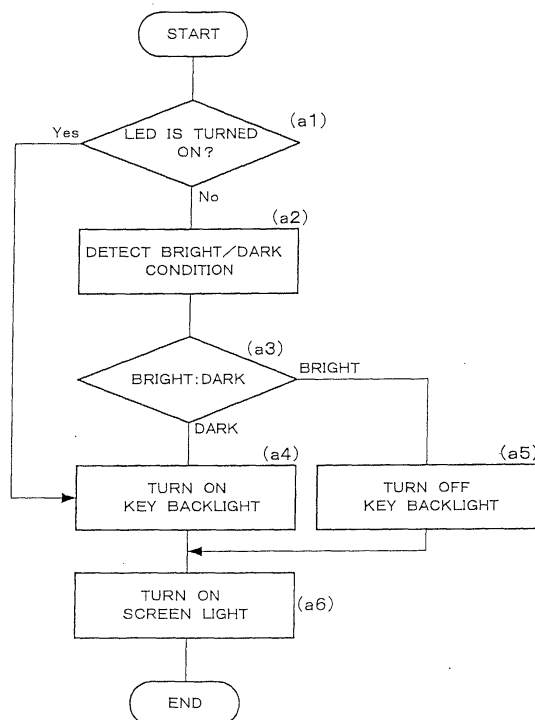 START
(a1)
Yes
LED IS TURNED
ON?
No
(a2)
DETECT BRIGHT/DARK
CONDITION
(a3)
BRIGHT:DARK
BRIGHT
DARK
(a4)
TURN ON
KEY BACKLIGHT
(a5)
TURN OFF
KEY BACKLIGHT
TURN ON
SCREEN LIGHT
(a6)
END